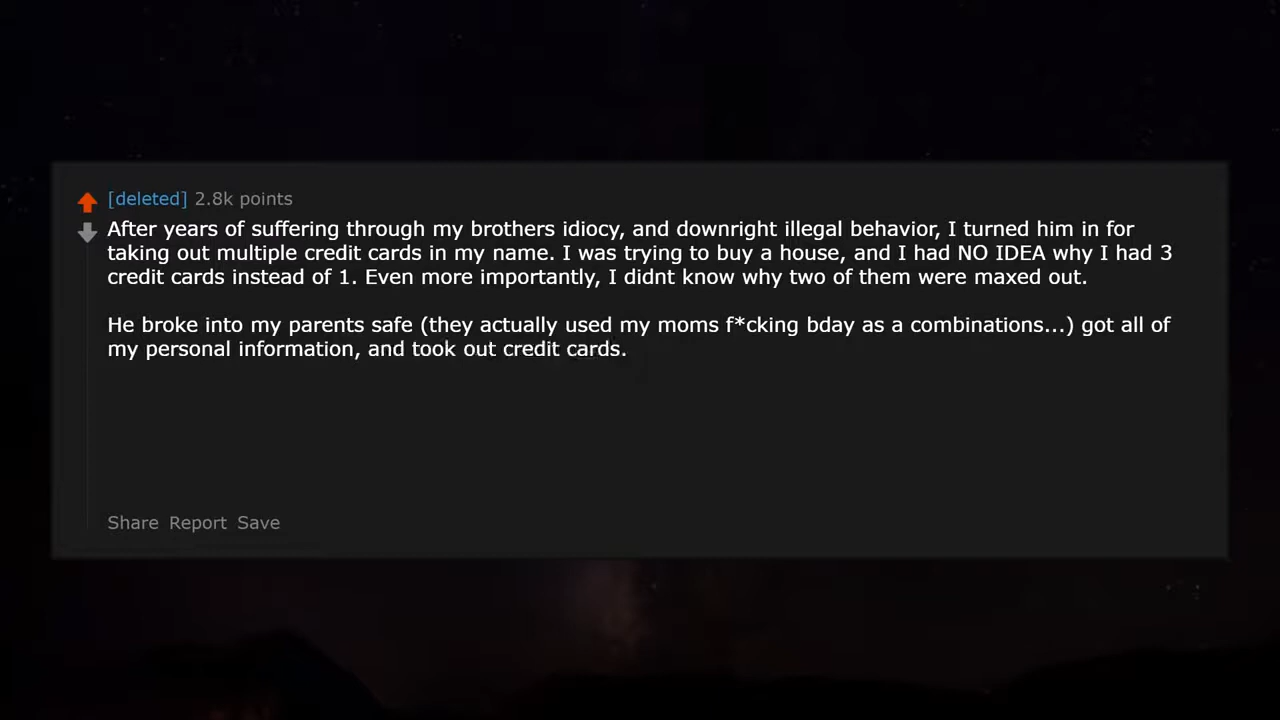 [deleted] 2.8k points
After years of suffering through my brothers idiocy, and downright illegal behavior, I turned him in for
taking out multiple credit cards in my name. I was trying to buy a house, and I had NO IDEA why I had 3
credit cards instead of 1. Even more importantly, I didnt know why two of them were maxed out.
He broke into my parents safe (they actually used my moms f*cking bday as a combinations...) got all of
my personal information, and took out credit cards.
Share Report Save